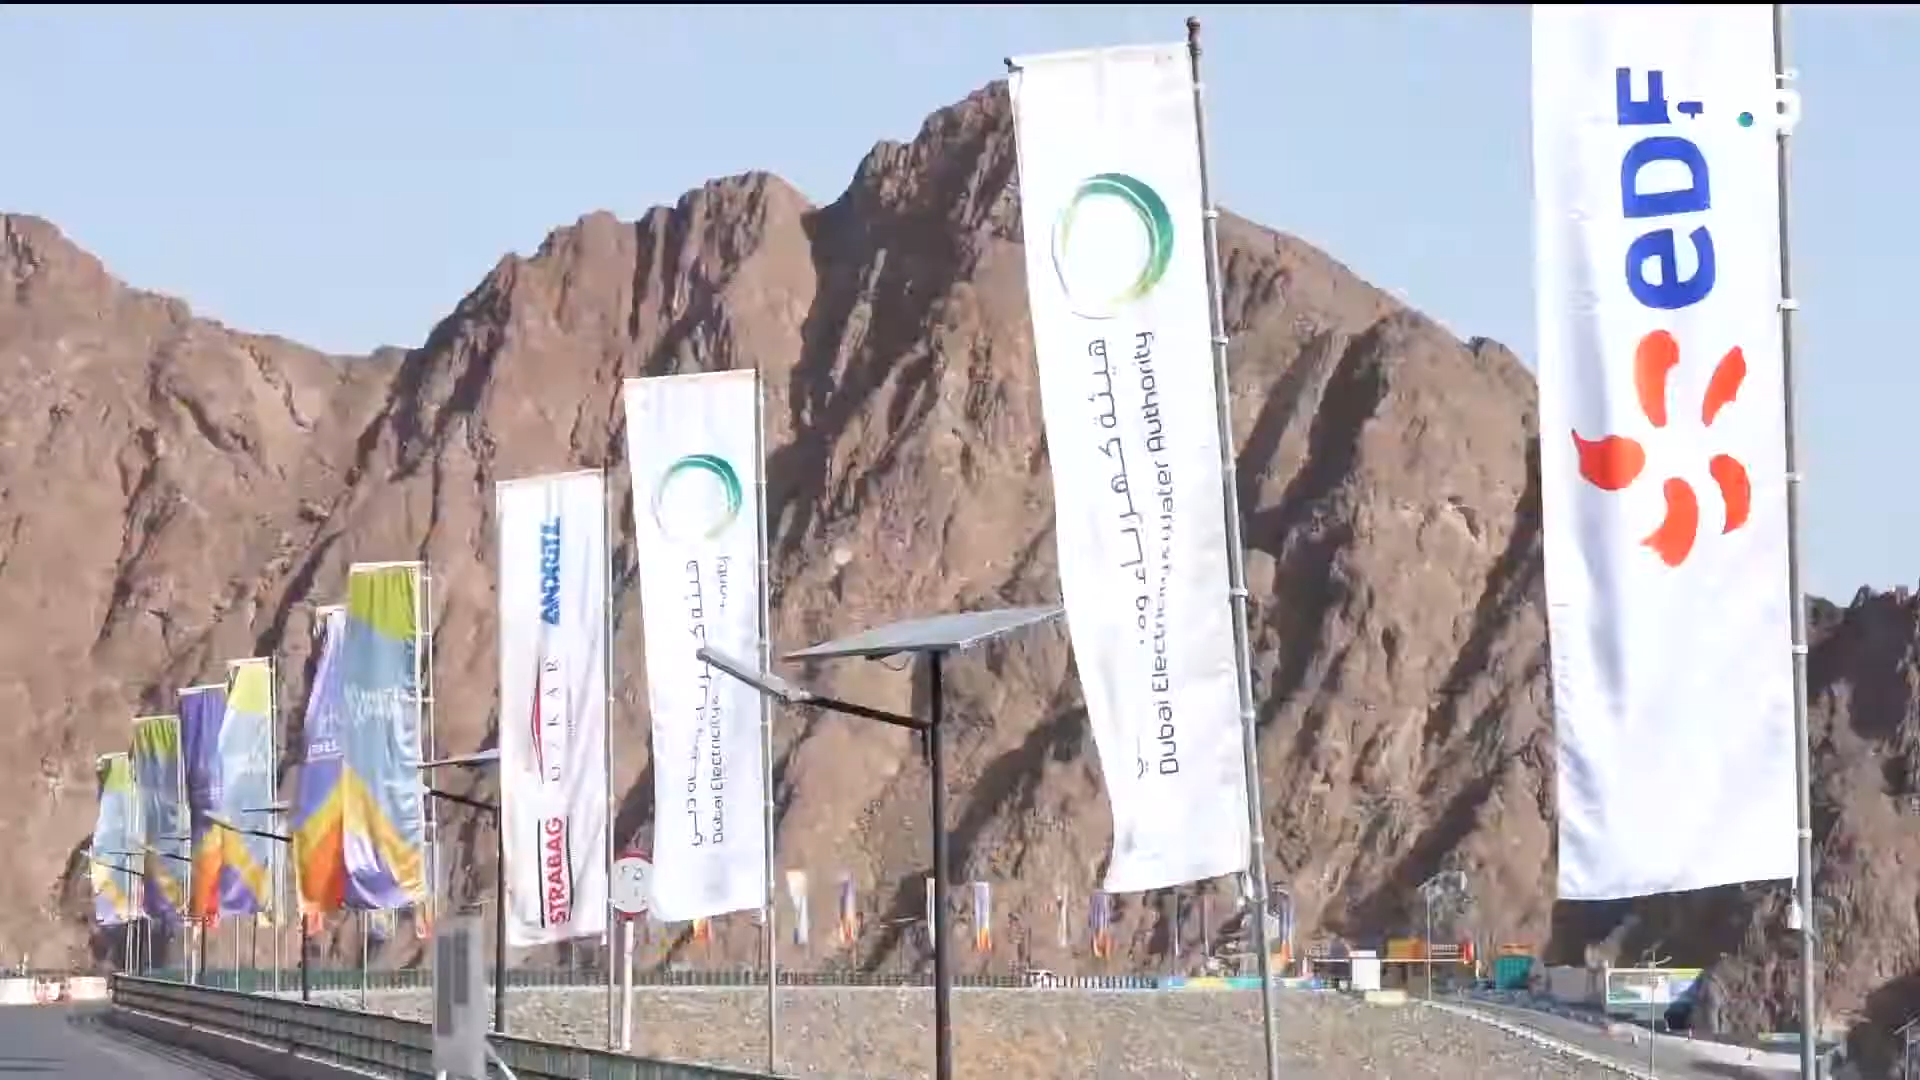 eDF
هيئة كهرباء ومياه دبي
Dubai Electricity & Water Authority
هيئة كهرباء ومياه دبي
Dubai Electricity & Water Authority
ANDRITZ
OZKAR
STRABAG